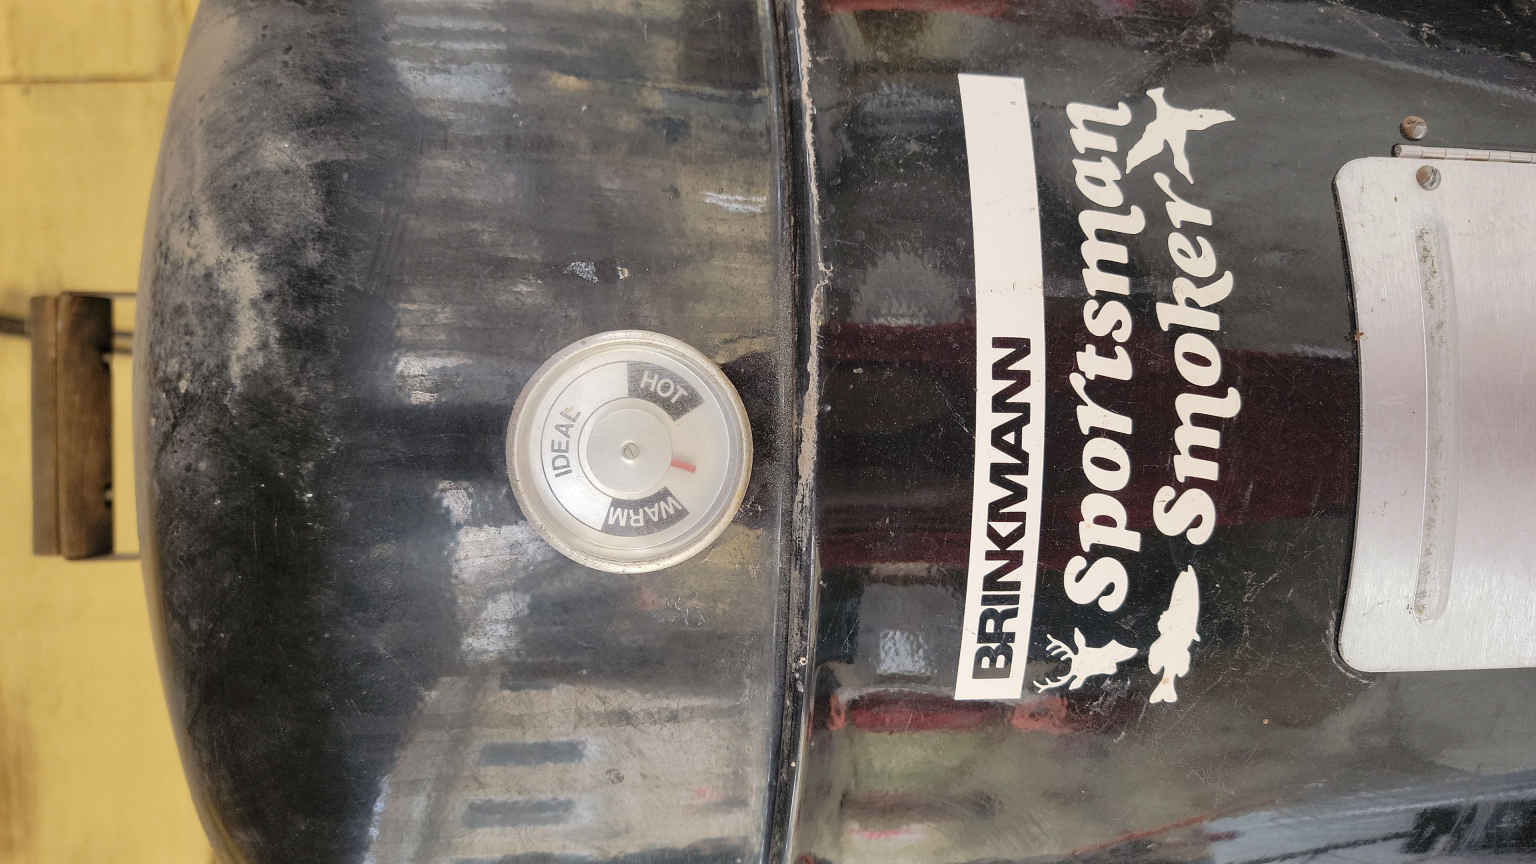 WARM
IDEAL
HOT
BRINKMANN
Sportsman
Smoker